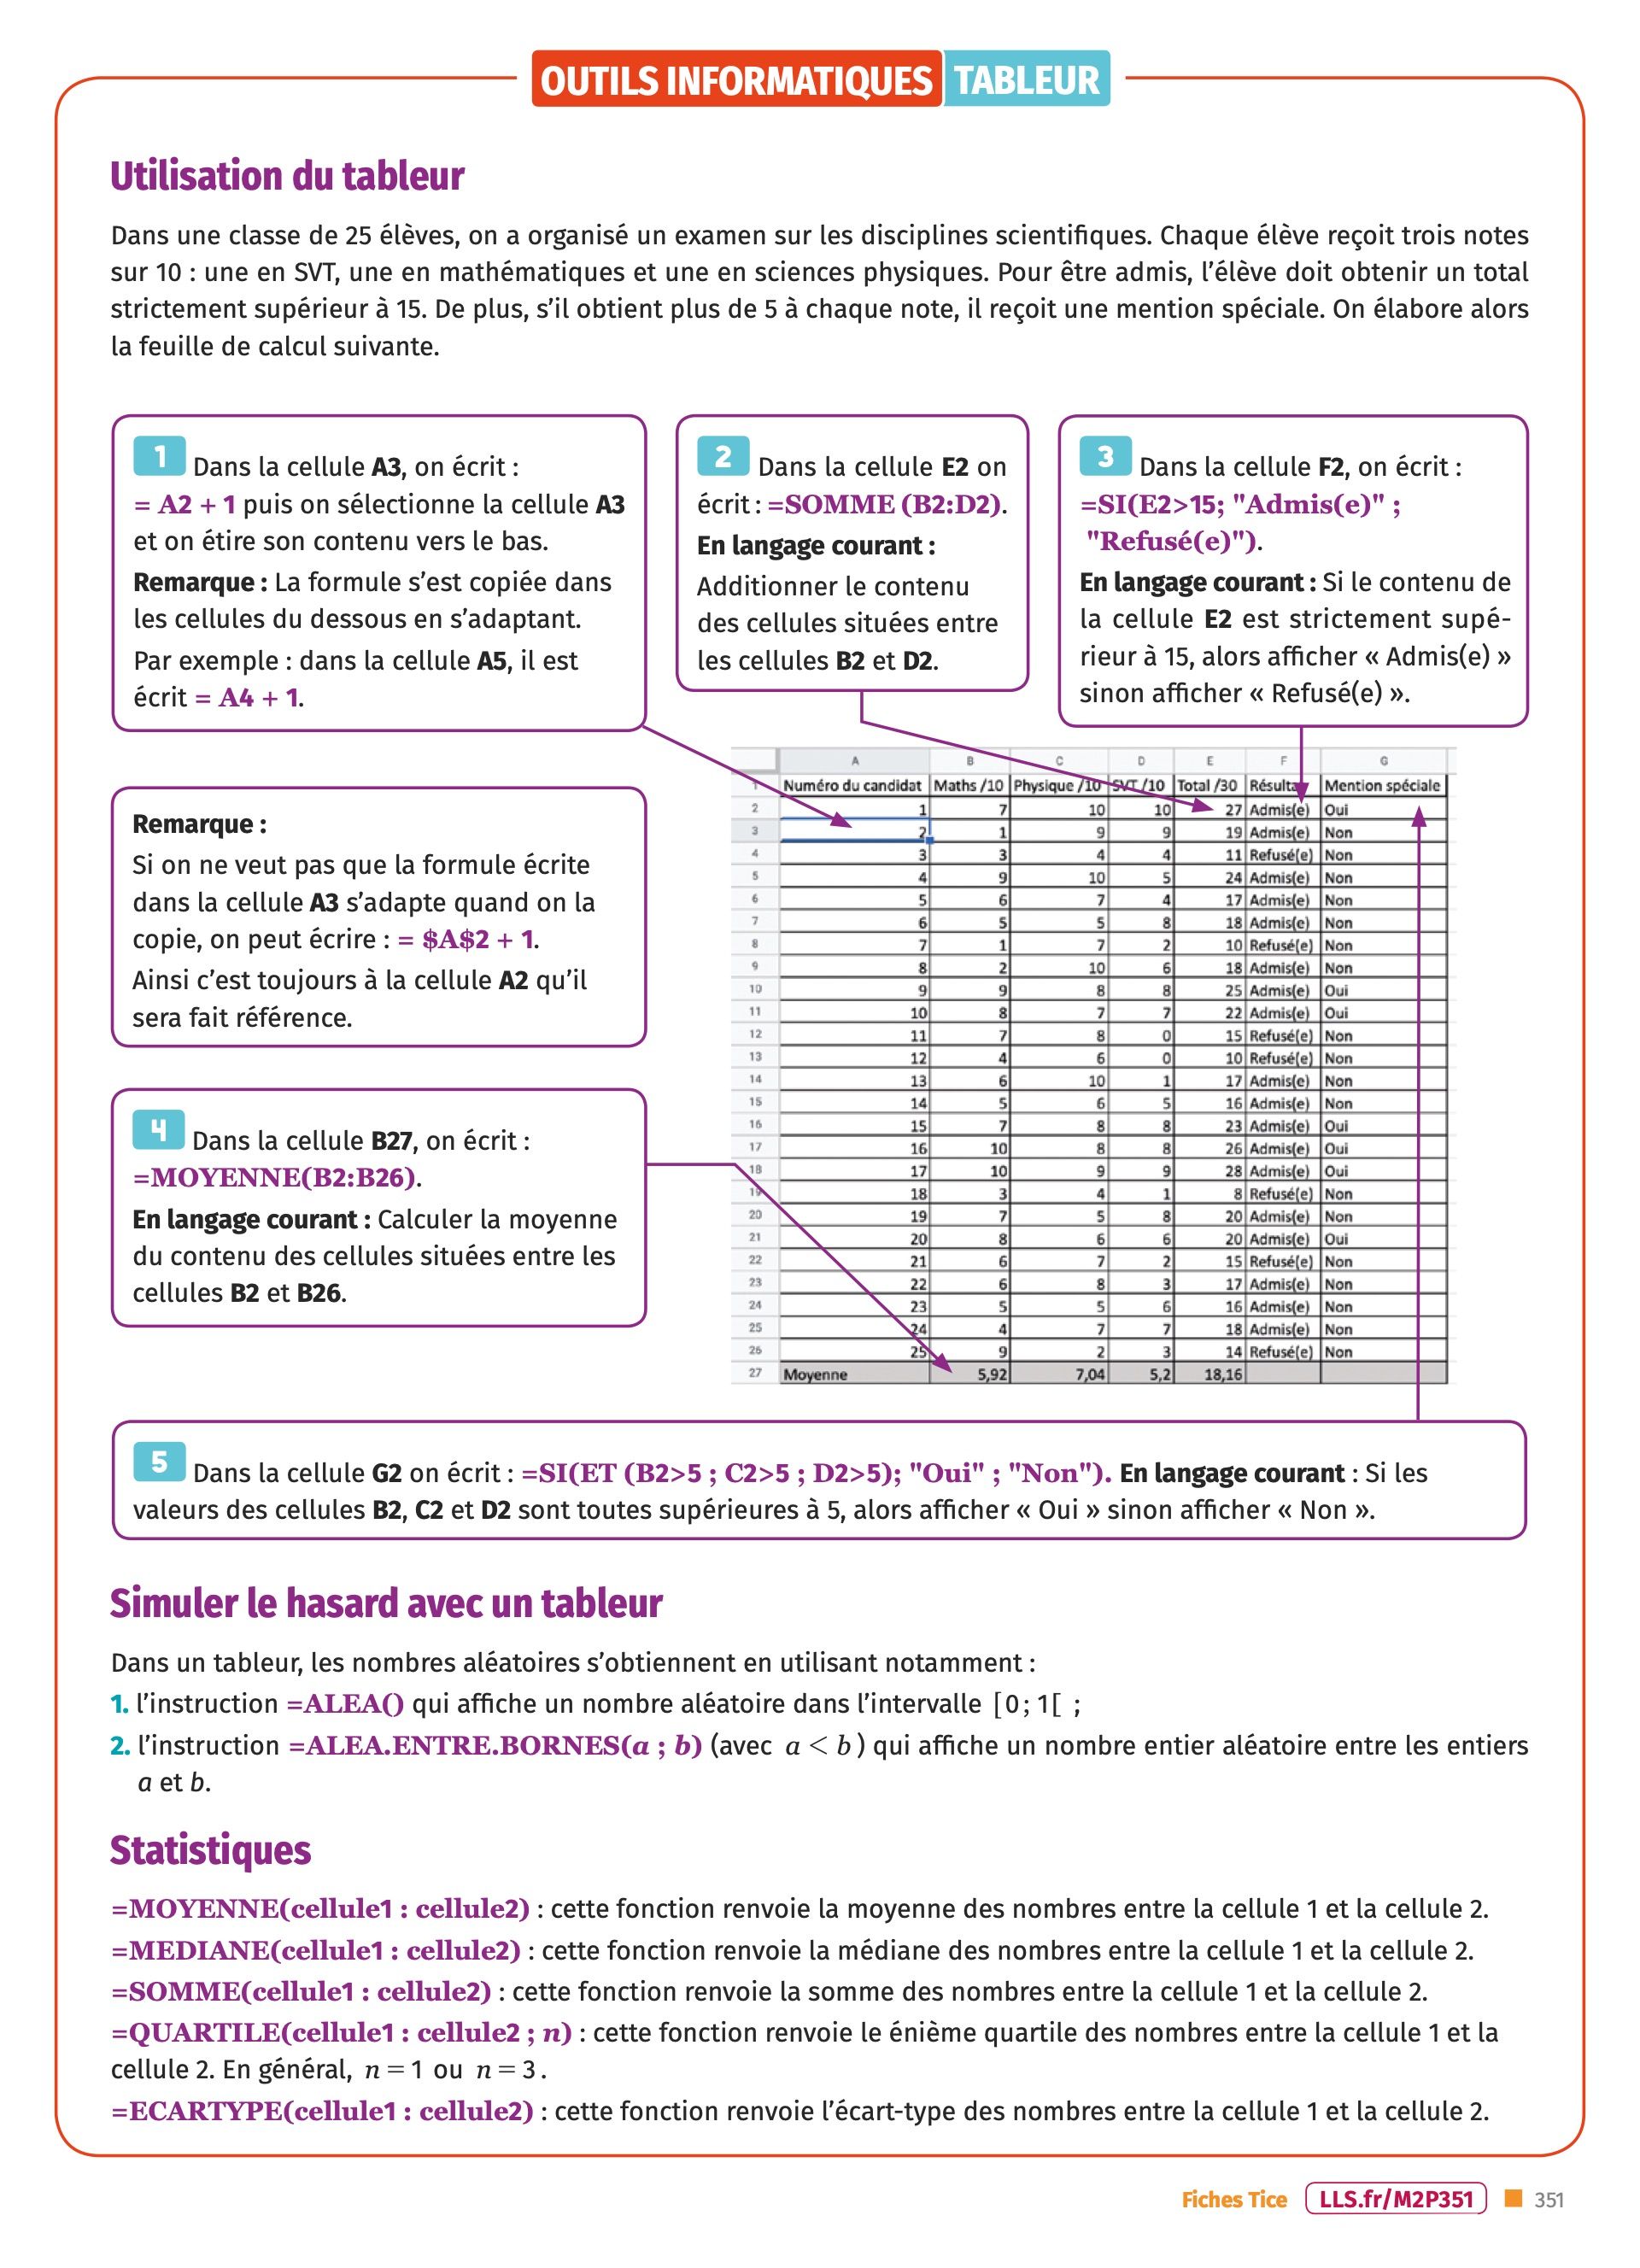 OUTILS INFORMATIQUES TABLEUR
Utilisation du tableur
Dans une classe de 25 élèves, on a organisé un examen sur les disciplines scientifiques. Chaque élève reçoit trois notes
sur 10 : une en SVT, une en mathématiques et une en sciences physiques. Pour être admis, l’élève doit obtenir un total
strictement supérieur à 15. De plus, s’il obtient plus de 5 à chaque note, il reçoit une mention spéciale. On élabore alors
la feuille de calcul suivante.
1 Dans la cellule A3, on écrit :
= A2 + 1 puis on sélectionne la cellule A3
et on étire son contenu vers le bas.
Remarque : La formule s’est copiée dans
les cellules du dessous en s’adaptant.
Par exemple : dans la cellule A5, il est
écrit = A4 + 1.
2 Dans la cellule E2 on
écrit : =SOMME (B2:D2).
En langage courant :
Additionner le contenu
des cellules situées entre
les cellules B2 et D2.
3 Dans la cellule F2, on écrit :
=SI(E2>15; "Admis(e)" ;
"Refusé(e)").
En langage courant : Si le contenu de
la cellule E2 est strictement supé-
rieur à 15, alors afficher « Admis(e) »
sinon afficher « Refusé(e) ».
Remarque :
Si on ne veut pas que la formule écrite
dans la cellule A3 s’adapte quand on la
copie, on peut écrire : = $A$2 + 1.
Ainsi c’est toujours à la cellule A2 qu’il
sera fait référence.
4 Dans la cellule B27, on écrit :
=MOYENNE(B2:B26).
En langage courant : Calculer la moyenne
du contenu des cellules situées entre les
cellules B2 et B26.
A B C D E F G
1 Numéro du candidat Maths /10 Physique /10 SVT /10 Total /30 Résultat Mention spéciale
2 1 7 10 10 27 Admis(e) Oui
3 2 1 9 9 19 Admis(e) Non
4 3 3 4 4 11 Refusé(e) Non
5 4 9 10 5 24 Admis(e) Non
6 5 6 7 4 17 Admis(e) Non
7 6 5 5 8 18 Admis(e) Non
8 7 1 7 2 10 Refusé(e) Non
9 8 2 10 6 18 Admis(e) Non
10 9 9 8 8 25 Admis(e) Oui
11 10 8 7 7 22 Admis(e) Oui
12 11 7 8 0 15 Refusé(e) Non
13 12 4 6 0 10 Refusé(e) Non
14 13 6 10 1 17 Admis(e) Non
15 14 5 6 5 16 Admis(e) Non
16 15 7 8 8 23 Admis(e) Oui
17 16 10 8 8 26 Admis(e) Oui
18 17 10 9 9 28 Admis(e) Oui
19 18 3 4 1 8 Refusé(e) Non
20 19 7 5 8 20 Admis(e) Non
21 20 8 6 6 20 Admis(e) Oui
22 21 6 7 2 15 Refusé(e) Non
23 22 6 8 3 17 Admis(e) Non
24 23 5 5 6 16 Admis(e) Non
25 24 4 7 7 18 Admis(e) Non
26 25 9 2 3 14 Refusé(e) Non
27 Moyenne 5,92 7,04 5,2 18,16
5 Dans la cellule G2 on écrit : =SI(ET (B2>5 ; C2>5 ; D2>5); "Oui" ; "Non"). En langage courant : Si les
valeurs des cellules B2, C2 et D2 sont toutes supérieures à 5, alors afficher « Oui » sinon afficher « Non ».
Simuler le hasard avec un tableur
Dans un tableur, les nombres aléatoires s’obtiennent en utilisant notamment :
1. l’instruction =ALEA() qui affiche un nombre aléatoire dans l’intervalle [0 ; 1[ ;
2. l’instruction =ALEA.ENTRE.BORNES(a ; b) (avec a < b) qui affiche un nombre entier aléatoire entre les entiers
a et b.
Statistiques
=MOYENNE(cellule1 : cellule2) : cette fonction renvoie la moyenne des nombres entre la cellule 1 et la cellule 2.
=MEDIANE(cellule1 : cellule2) : cette fonction renvoie la médiane des nombres entre la cellule 1 et la cellule 2.
=SOMME(cellule1 : cellule2) : cette fonction renvoie la somme des nombres entre la cellule 1 et la cellule 2.
=QUARTILE(cellule1 : cellule2 ; n) : cette fonction renvoie le énième quartile des nombres entre la cellule 1 et la
cellule 2. En général, n = 1 ou n = 3.
=ECARTYPE(cellule1 : cellule2) : cette fonction renvoie l’écart-type des nombres entre la cellule 1 et la cellule 2.
Fiches Tice LLS.fr/M2P351 351